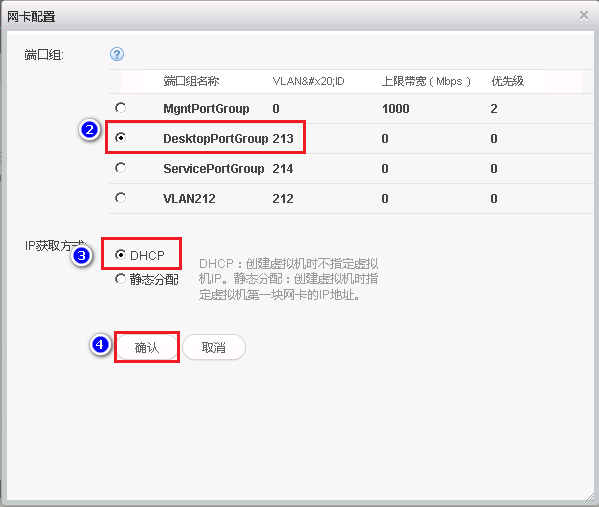 网卡配置
端口组: ?
端口组名称 VLAN&#x20;ID 上限带宽(Mbps) 优先级
MgntPortGroup 0 1000 2
2 DesktopPortGroup 213 0 0
ServicePortGroup 214 0 0
VLAN212 212 0 0
IP获取方式:
3 DHCP
静态分配
DHCP:创建虚拟机时不指定虚拟
机IP。静态分配:创建虚拟机时指
定虚拟机第一块网卡的IP地址。
4 确认 取消